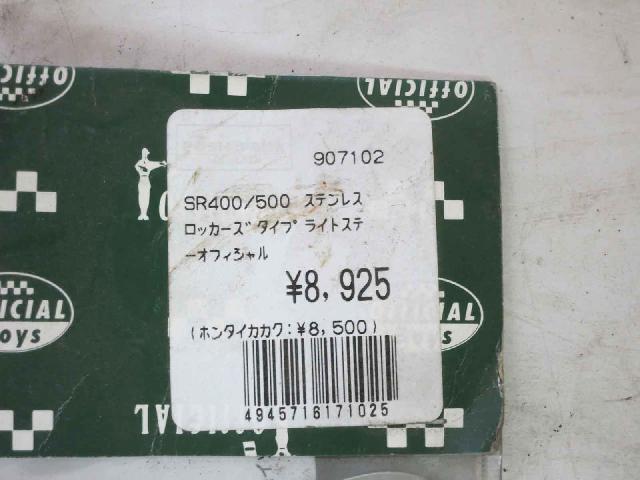 OFFICIAL
OFFICIAL
907102
SR400/500 ステンレス
ロッカーズタイプ ライトステ
ーオフィシャル
¥8,925
(ホンタイカカク:¥8,500)
4945716171025
FFICIAL
oys
ICIAL